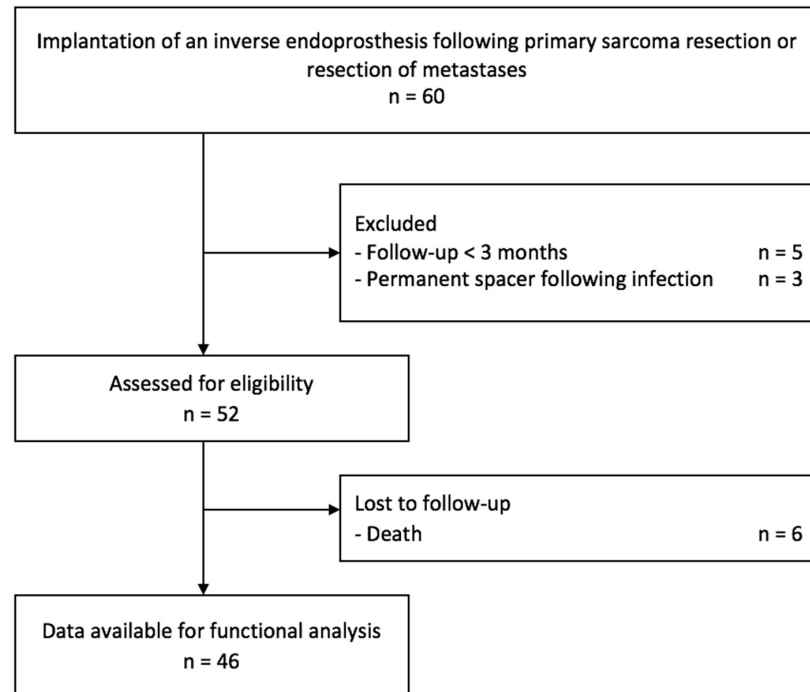 Implantation of an inverse endoprosthesis following primary sarcoma resection or
resection of metastases
n = 60
Excluded
- Follow-up < 3 months n = 5
- Permanent spacer following infection n = 3
Assessed for eligibility
n = 52
Lost to follow-up
- Death n = 6
Data available for functional analysis
n = 46